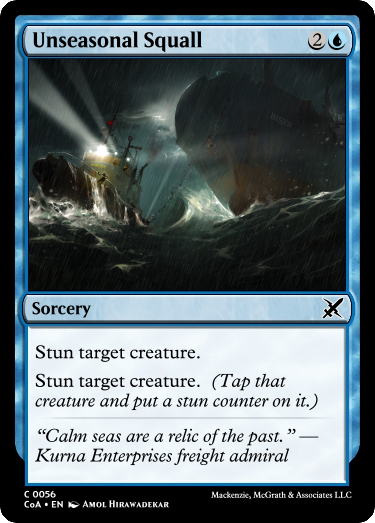 Unseasonal Squall
2
Sorcery
Stun target creature.
Stun target creature. (Tap that
creature and put a stun counter on it.)
“Calm seas are a relic of the past.” —
Kurna Enterprises freight admiral
C 0056
CoA • EN Amol Hirawadekar
Mackenzie, McGrath & Associates LLC